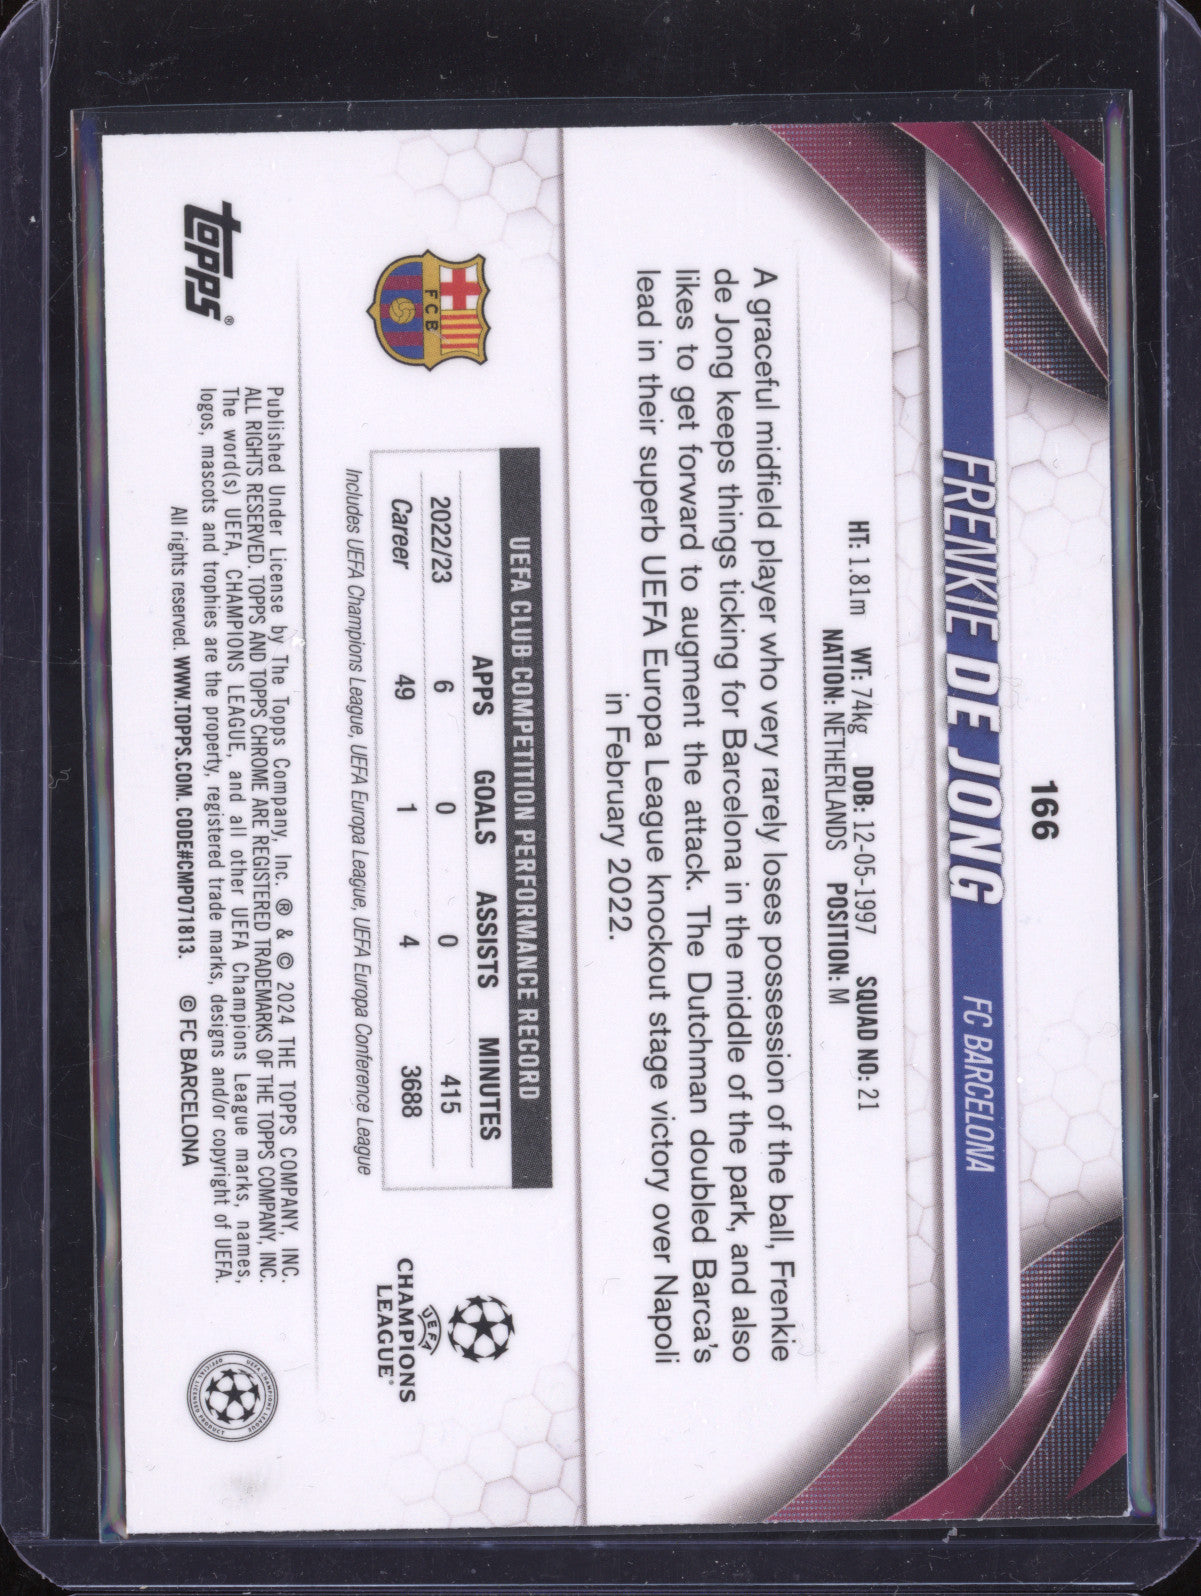 166
FRENKIE DE JONG FC BARCELONA
HT: 1.81m WT: 74kg DOB: 12-05-1997 SQUAD NO: 21
NATION: NETHERLANDS POSITION: M
A graceful midfield player who very rarely loses possession of the ball, Frenkie
de Jong keeps things ticking for Barcelona in the middle of the park, and also
likes to get forward to augment the attack. The Dutchman doubled Barca's
lead in their superb UEFA Europa League knockout stage victory over Napoli
in February 2022.
FCB
UEFA CLUB COMPETITION PERFORMANCE RECORD
APPS GOALS ASSISTS MINUTES
2022/23 6 0 0 415
Career 49 1 4 3688
Includes UEFA Champions League, UEFA Europa League, UEFA Europa Conference League
UEFA
CHAMPIONS
LEAGUE®
topps®
Published Under License by The Topps Company, Inc. ® & © 2024 THE TOPPS COMPANY, INC.
ALL RIGHTS RESERVED. TOPPS AND TOPPS CHROME ARE REGISTERED TRADEMARKS OF THE TOPPS COMPANY, INC.
The word(s) UEFA, CHAMPIONS LEAGUE, and all other UEFA Champions League marks, names,
logos, mascots and trophies are the property, registered trade marks, designs and/or copyright of UEFA.
All rights reserved. WWW.TOPPS.COM. CODE#CMP071813. © FC BARCELONA
UEFA CHAMPIONS LEAGUE
OFFICIAL LICENSED PRODUCT